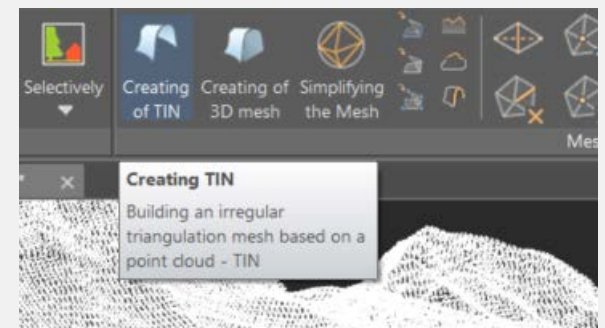 Selectively
Creating of TIN
Creating of 3D mesh
Simplifying the Mesh
Mes
Creating TIN
Building an irregular
triangulation mesh based on a
point cloud - TIN